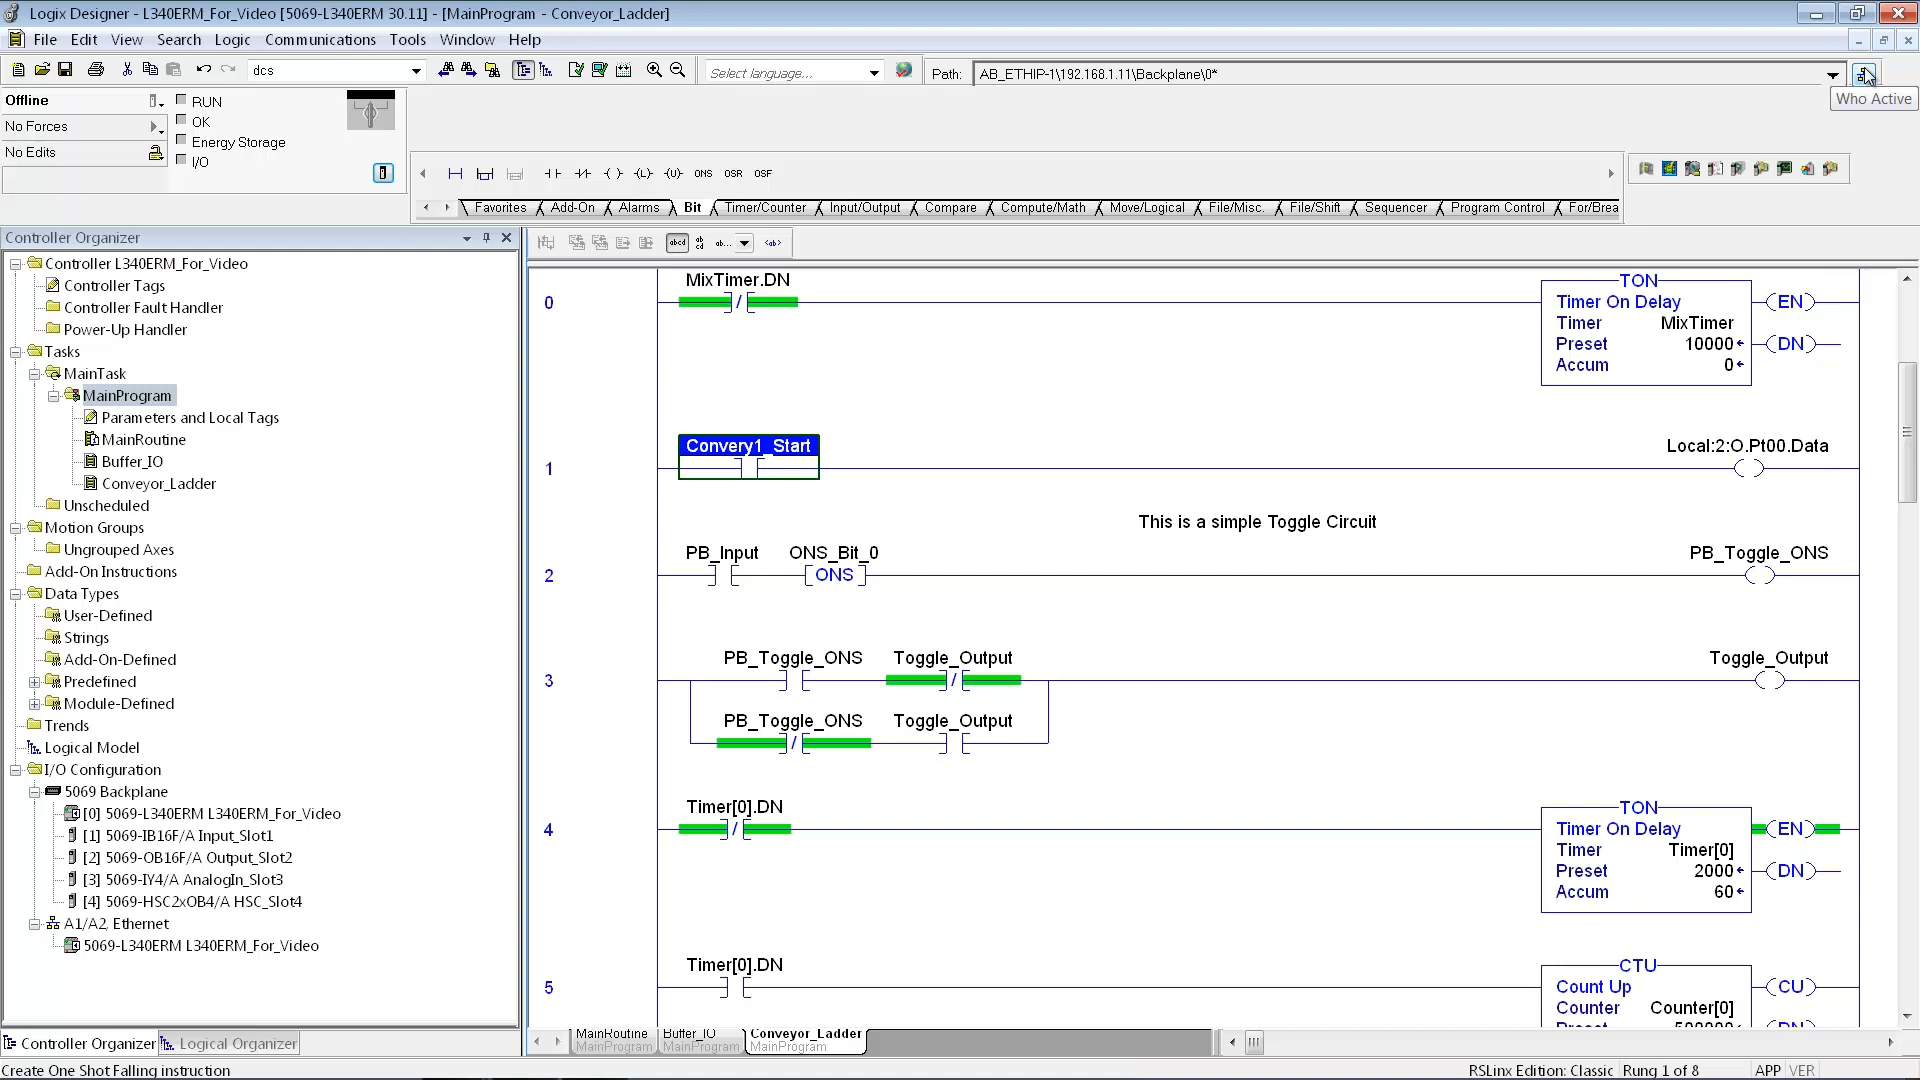 Logix Designer - L340ERM_For_Video [5069-L340ERM 30.11] - [MainProgram - Conveyor_Ladder]
File Edit View Search Logic Communications Tools Window Help
dcs
Select language...
Path: AB_ETHIP-1\192.168.1.11\Backplane\0*
Who Active
Offline
No Forces
No Edits
RUN
OK
Energy Storage
I/O
ONS OSR OSF
Favorites Add-On Alarms Bit Timer/Counter Input/Output Compare Compute/Math Move/Logical File/Misc. File/Shift Sequencer Program Control For/Brea
Controller Organizer
Controller L340ERM_For_Video
Controller Tags
Controller Fault Handler
Power-Up Handler
Tasks
MainTask
MainProgram
Parameters and Local Tags
MainRoutine
Buffer_IO
Conveyor_Ladder
Unscheduled
Motion Groups
Ungrouped Axes
Add-On Instructions
Data Types
User-Defined
Strings
Add-On-Defined
Predefined
Module-Defined
Trends
Logical Model
I/O Configuration
5069 Backplane
[0] 5069-L340ERM L340ERM_For_Video
[1] 5069-IB16F/A Input_Slot1
[2] 5069-OB16F/A Output_Slot2
[3] 5069-IY4/A AnalogIn_Slot3
[4] 5069-HSC2xOB4/A HSC_Slot4
A1/A2, Ethernet
5069-L340ERM L340ERM_For_Video
Controller Organizer Logical Organizer
abcd ab cd ab... <ab>
0
MixTimer.DN
TON
Timer On Delay
Timer MixTimer
Preset 10000
Accum 0
EN
DN
1
Convery1_Start
Local:2:O.Pt00.Data
This is a simple Toggle Circuit
2
PB_Input ONS_Bit_0
ONS
PB_Toggle_ONS
3
PB_Toggle_ONS Toggle_Output
Toggle_Output
PB_Toggle_ONS Toggle_Output
4
Timer[0].DN
TON
Timer On Delay
Timer Timer[0]
Preset 2000
Accum 60
EN
DN
5
Timer[0].DN
CTU
Count Up
Counter Counter[0]
Preset 500000
CU
DN
MainRoutine Buffer_IO Conveyor_Ladder
MainProgram MainProgram MainProgram
Create One Shot Falling instruction
RSLinx Edition: Classic Rung 1 of 8 APP VER